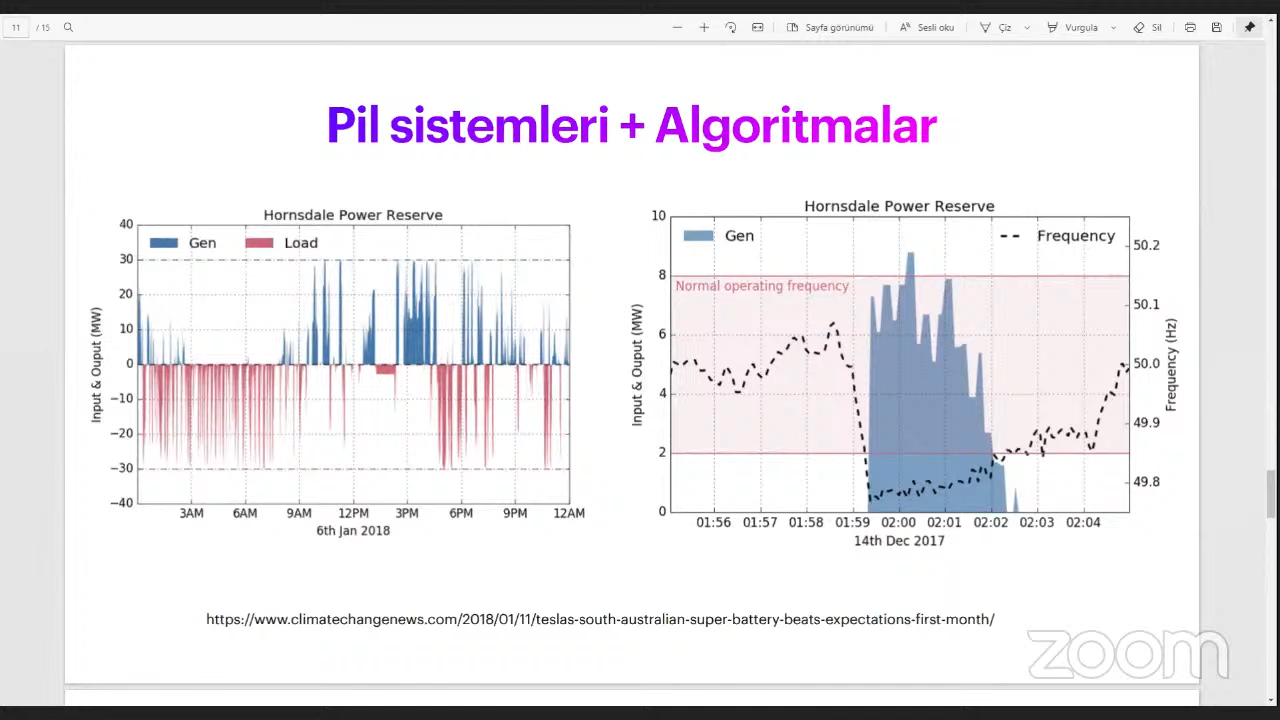 11 / 15
Sayfa görünümü
Sesli oku
Çiz
Vurgula
Sil
Pil sistemleri + Algoritmalar
Hornsdale Power Reserve
Gen Load
Input & Ouput (MW)
40
30
20
10
0
−10
−20
−30
−40
3AM 6AM 9AM 12PM 3PM 6PM 9PM 12AM
6th Jan 2018
Hornsdale Power Reserve
Gen Frequency
Normal operating frequency
Input & Ouput (MW)
10
8
6
4
2
0
50.2
50.1
50.0
49.9
49.8
Frequency (Hz)
01:56 01:57 01:58 01:59 02:00 02:01 02:02 02:03 02:04
14th Dec 2017
https://www.climatechangenews.com/2018/01/11/teslas-south-australian-super-battery-beats-expectations-first-month/
zoom